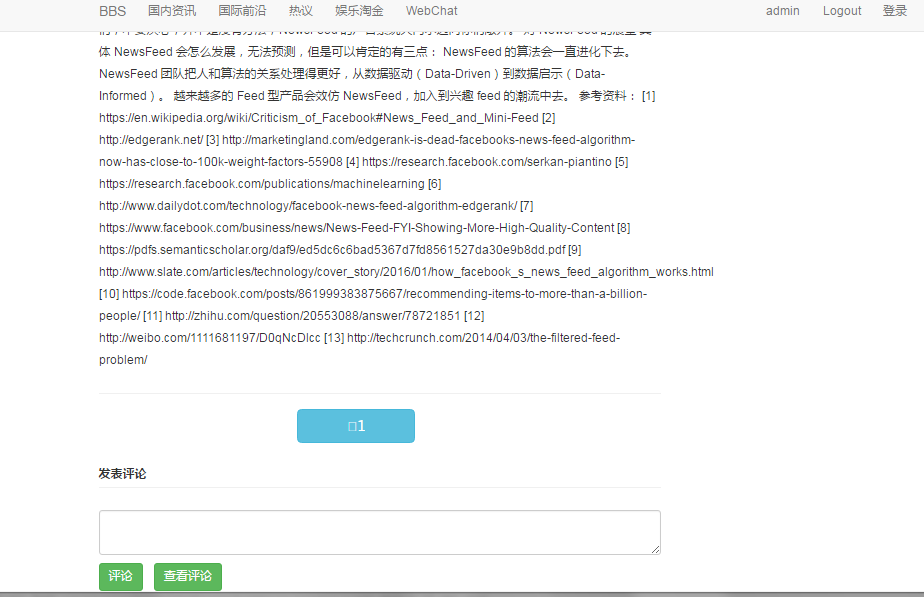 BBS 国内资讯 国际前沿 热议 娱乐淘金 WebChat admin Logout 登录
体 NewsFeed 会怎么发展，无法预测，但是可以肯定的有三点： NewsFeed 的算法会一直进化下去。
NewsFeed 团队把人和算法的关系处理得更好，从数据驱动（Data-Driven）到数据启示（Data-
Informed）。 越来越多的 Feed 型产品会效仿 NewsFeed，加入到兴趣 feed 的潮流中去。 参考资料： [1]
https://en.wikipedia.org/wiki/Criticism_of_Facebook#News_Feed_and_Mini-Feed [2]
http://edgerank.net/ [3] http://marketingland.com/edgerank-is-dead-facebooks-news-feed-algorithm-
now-has-close-to-100k-weight-factors-55908 [4] https://research.facebook.com/serkan-piantino [5]
https://research.facebook.com/publications/machinelearning [6]
http://www.dailydot.com/technology/facebook-news-feed-algorithm-edgerank/ [7]
https://www.facebook.com/business/news/News-Feed-FYI-Showing-More-High-Quality-Content [8]
https://pdfs.semanticscholar.org/daf9/ed5dc6c6bad5367d7fd8561527da30e9b8dd.pdf [9]
http://www.slate.com/articles/technology/cover_story/2016/01/how_facebook_s_news_feed_algorithm_works.html
[10] https://code.facebook.com/posts/861999383875667/recommending-items-to-more-than-a-billion-
people/ [11] http://zhihu.com/question/20553088/answer/78721851 [12]
http://weibo.com/1111681197/D0qNcDlcc [13] http://techcrunch.com/2014/04/03/the-filtered-feed-
problem/
1
发表评论
评论 查看评论